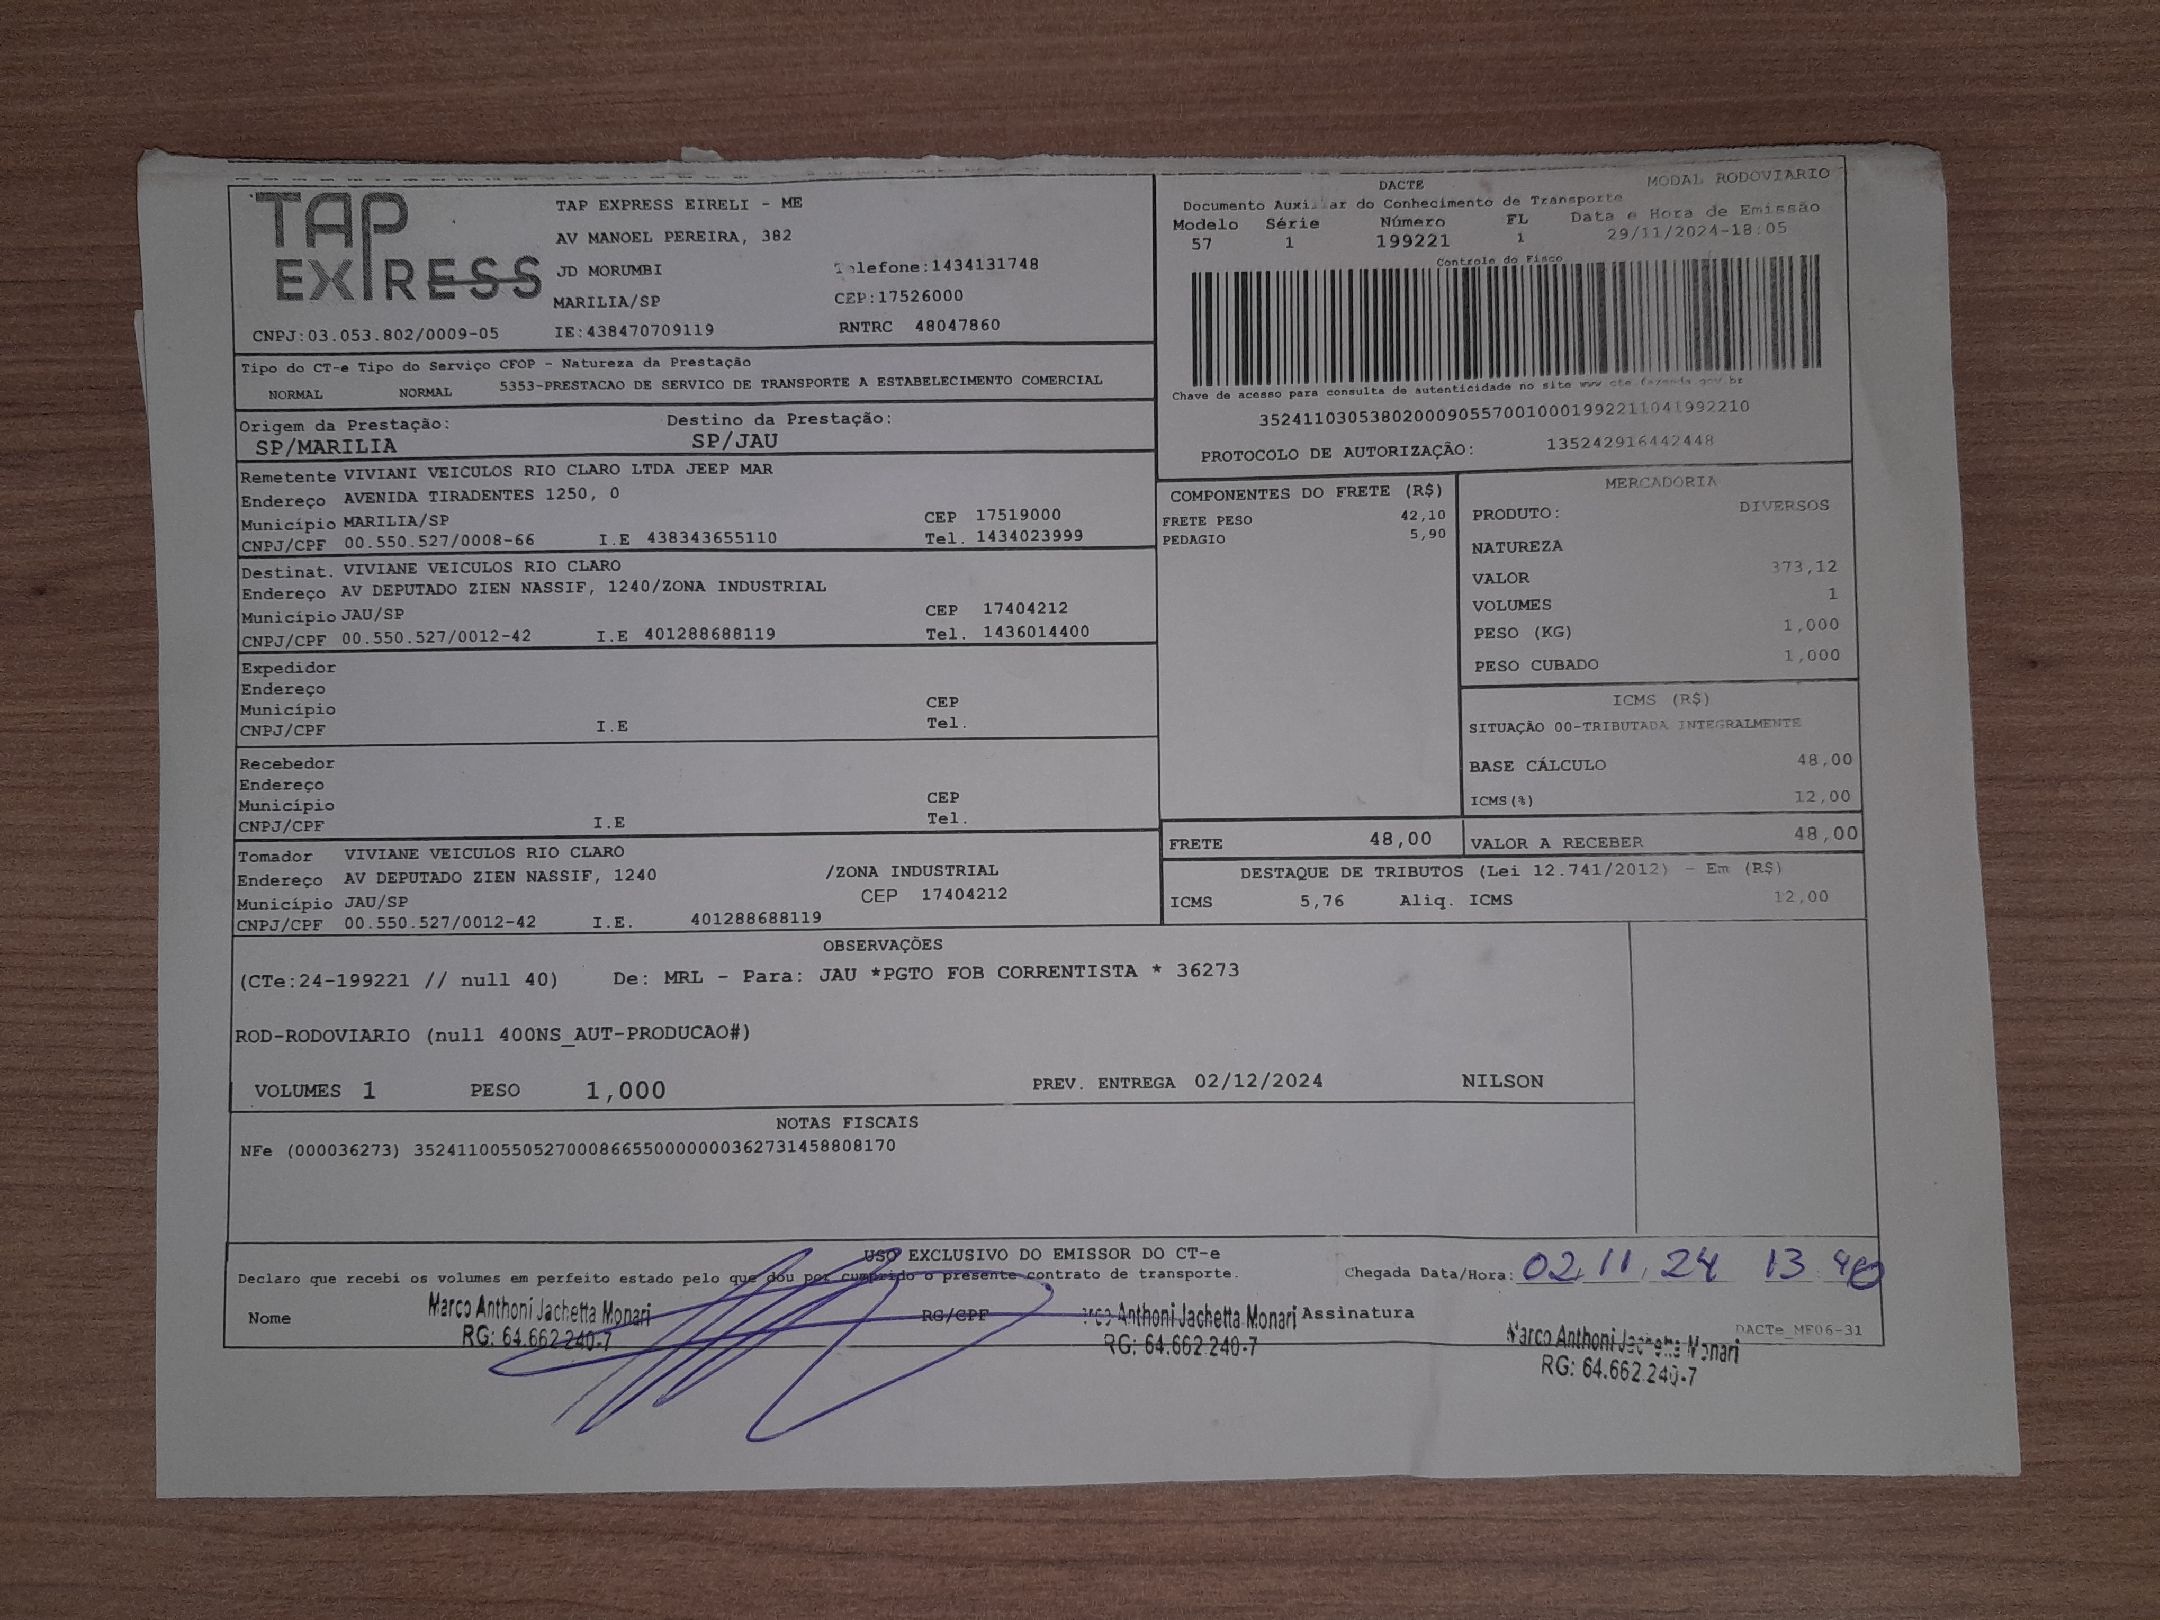 TAP
EXPRESS
TAP EXPRESS EIRELI - ME
AV MANOEL PEREIRA, 382
JD MORUMBI
Telefone:1434131748
MARILIA/SP
CEP:17526000
CNPJ:03.053.802/0009-05
IE:438470709119
RNTRC 48047860
DACTE
MODAL RODOVIARIO
Documento Auxiliar do Conhecimento de Transporte
Modelo Série Número FL Data e Hora de Emissão
57 1 199221 1 29/11/2024-18:05
Controle do Fisco
Chave de acesso para consulta de autenticidade no site www.cte.fazenda.gov.br
35241103053802000905570010001992211041992210
PROTOCOLO DE AUTORIZAÇÃO: 135242916442448
Tipo do CT-e Tipo do Serviço CFOP - Natureza da Prestação
NORMAL NORMAL 5353-PRESTACAO DE SERVICO DE TRANSPORTE A ESTABELECIMENTO COMERCIAL
Origem da Prestação: Destino da Prestação:
SP/MARILIA SP/JAU
Remetente VIVIANI VEICULOS RIO CLARO LTDA JEEP MAR
Endereço AVENIDA TIRADENTES 1250, 0
Município MARILIA/SP CEP 17519000
CNPJ/CPF 00.550.527/0008-66 I.E 438343655110 Tel. 1434023999
Destinat. VIVIANE VEICULOS RIO CLARO
Endereço AV DEPUTADO ZIEN NASSIF, 1240/ZONA INDUSTRIAL
Município JAU/SP CEP 17404212
CNPJ/CPF 00.550.527/0012-42 I.E 401288688119 Tel. 1436014400
Expedidor
Endereço
Município CEP
CNPJ/CPF I.E Tel.
Recebedor
Endereço
Município CEP
CNPJ/CPF I.E Tel.
Tomador VIVIANE VEICULOS RIO CLARO
Endereço AV DEPUTADO ZIEN NASSIF, 1240 /ZONA INDUSTRIAL
Município JAU/SP CEP 17404212
CNPJ/CPF 00.550.527/0012-42 I.E. 401288688119
COMPONENTES DO FRETE (R$)
FRETE PESO 42,10
PEDAGIO 5,90
MERCADORIA
PRODUTO: DIVERSOS
NATUREZA
VALOR 373,12
VOLUMES 1
PESO (KG) 1,000
PESO CUBADO 1,000
ICMS (R$)
SITUAÇÃO 00-TRIBUTADA INTEGRALMENTE
BASE CÁLCULO 48,00
ICMS(%) 12,00
FRETE 48,00 VALOR A RECEBER 48,00
DESTAQUE DE TRIBUTOS (Lei 12.741/2012) - Em (R$)
ICMS 5,76 Aliq. ICMS 12,00
OBSERVAÇÕES
(CTe:24-199221 // null 40) De: MRL - Para: JAU *PGTO FOB CORRENTISTA * 36273
ROD-RODOVIARIO (null 400NS_AUT-PRODUCAO#)
VOLUMES 1 PESO 1,000 PREV. ENTREGA 02/12/2024 NILSON
NOTAS FISCAIS
NFe (000036273) 35241100550527000866550000000362731458808170
USO EXCLUSIVO DO EMISSOR DO CT-e
Declaro que recebi os volumes em perfeito estado pelo que dou por cumprido o presente contrato de transporte.
Chegada Data/Hora: 02 11 24 13 40
Nome RG/CPF Assinatura
Marco Anthoni Jachetta Monari
RG: 64.662.240-7
Anthoni Jachetta Monari
RG: 64.662.240-7
DACTe_MF06-31
Marco Anthoni Jachetta Monari
RG: 64.662.240-7